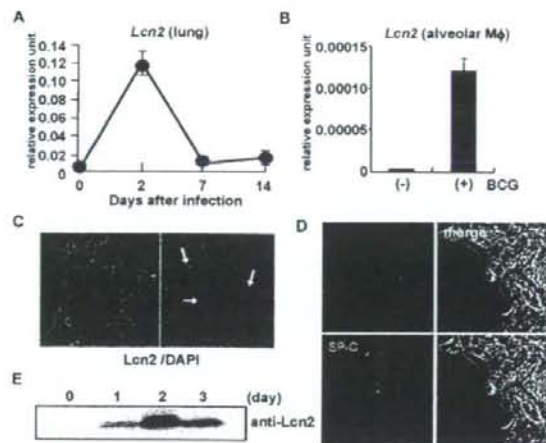 A
Lcn2 (lung)
relative expression unit
0.14
0.12
0.10
0.08
0.06
0.04
0.02
0
0 2 7 14
Days after infection
B
Lcn2 (alveolar Mϕ)
relative expression unit
0.00015
0.0001
0.00005
0
(-) (+) BCG
C
Lcn2 /DAPI
D
merge
SP-C
E
0 1 2 3 (day)
anti-Lcn2